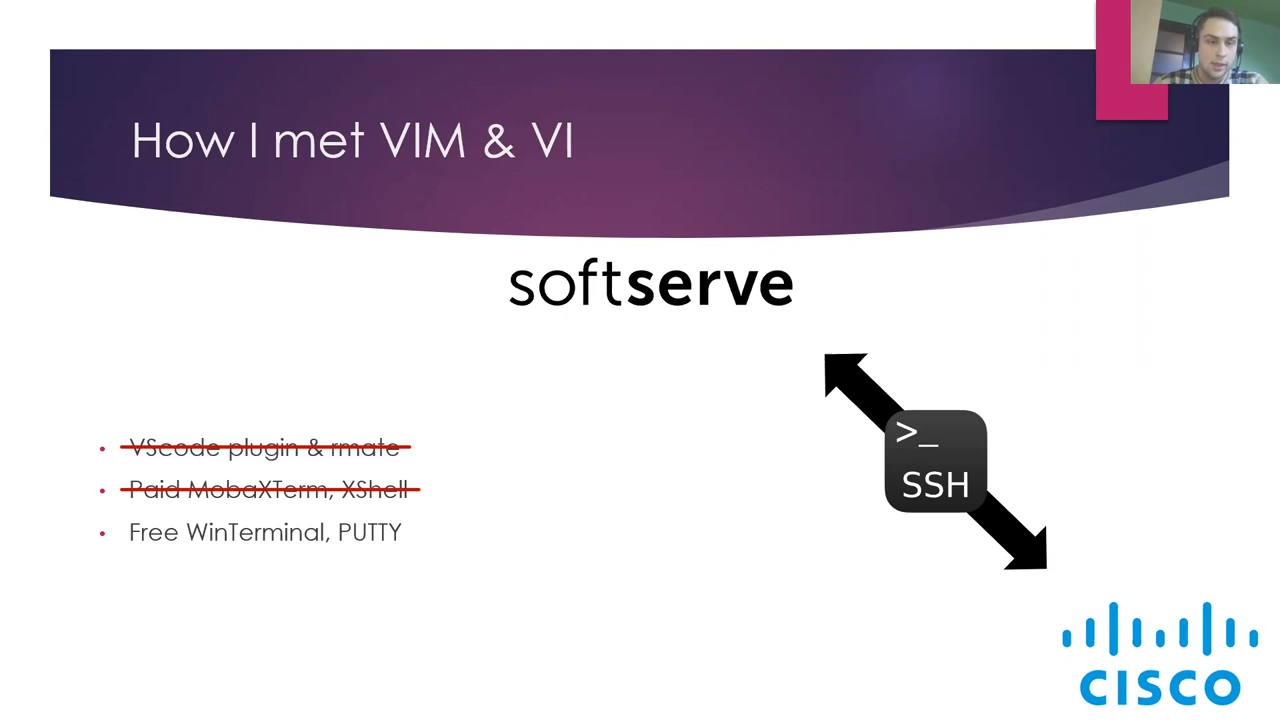 How I met VIM & VI
softserve
VScode plugin & rmate
Paid MobaXTerm, XShell
Free WinTerminal, PUTTY
>_
SSH
CISCO